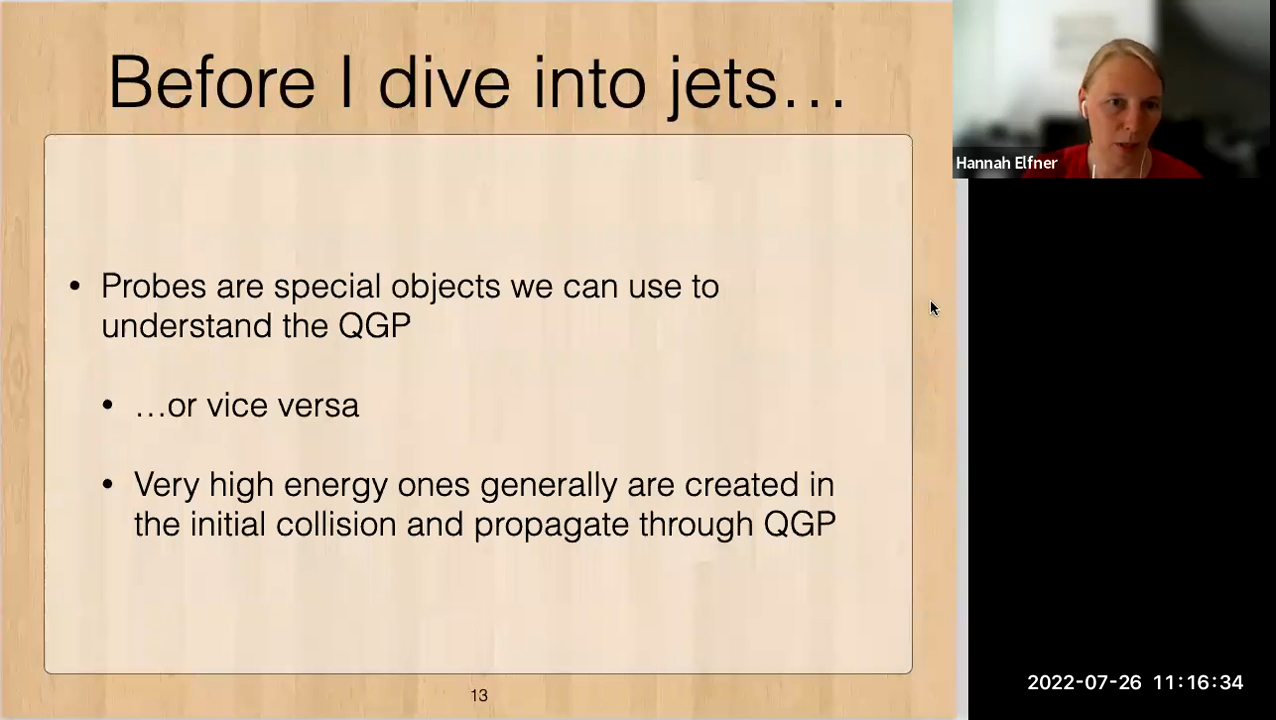 Before I dive into jets…
• Probes are special objects we can use to
understand the QGP
• …or vice versa
• Very high energy ones generally are created in
the initial collision and propagate through QGP
13
Hannah Elfner
2022-07-26 11:16:34